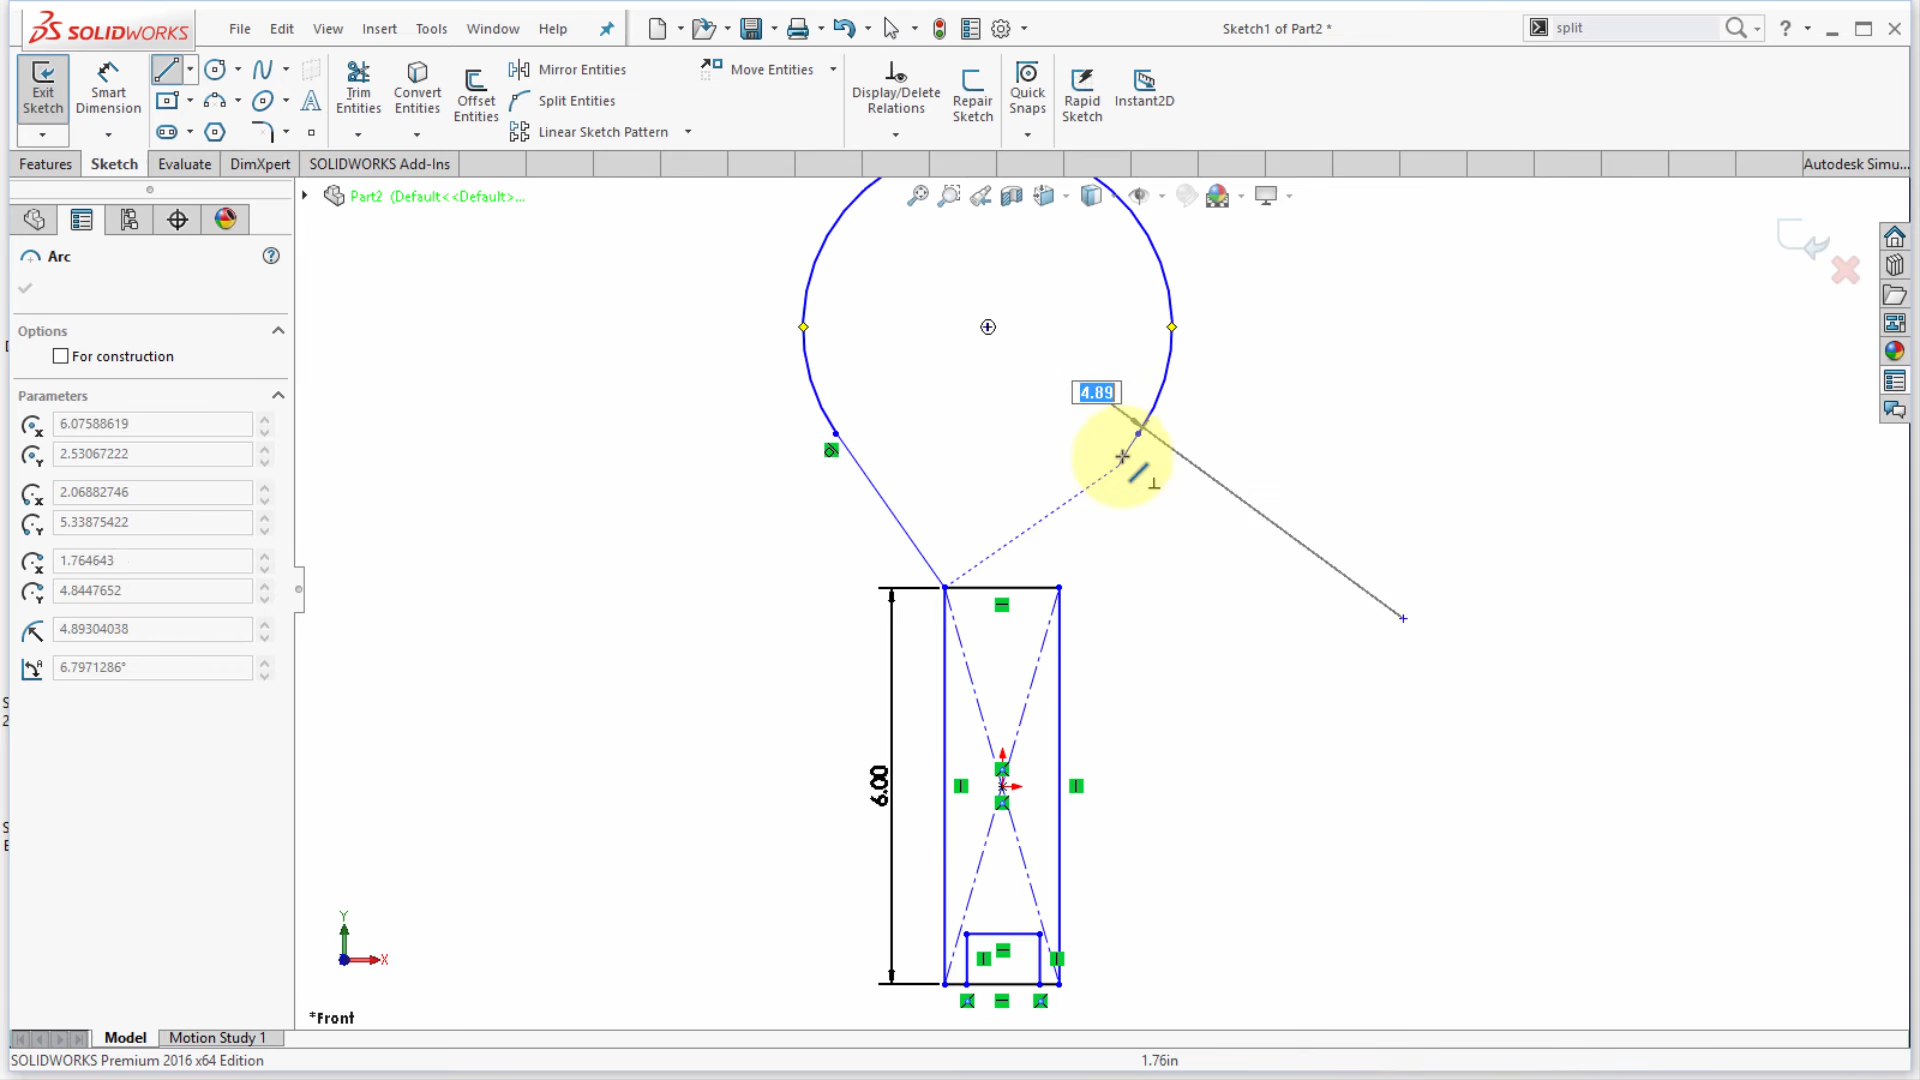 SOLIDWORKS File Edit View Insert Tools Window Help Sketch1 of Part2 * split ?
Exit Sketch
Smart Dimension
Trim Entities
Convert Entities
Offset Entities
Mirror Entities
Split Entities
Linear Sketch Pattern
Move Entities
Display/Delete Relations
Repair Sketch
Quick Snaps
Rapid Sketch
Instant2D
Features Sketch Evaluate DimXpert SOLIDWORKS Add-Ins Autodesk Simu...
Part2 (Default<<Default>...
Arc
Options
For construction
Parameters
6.07588619
2.53067222
2.06882746
5.33875422
1.764643
4.8447652
4.89304038
6.7971286°
4.89
6.00
Y
X
*Front
Model Motion Study 1
SOLIDWORKS Premium 2016 x64 Edition 1.76in